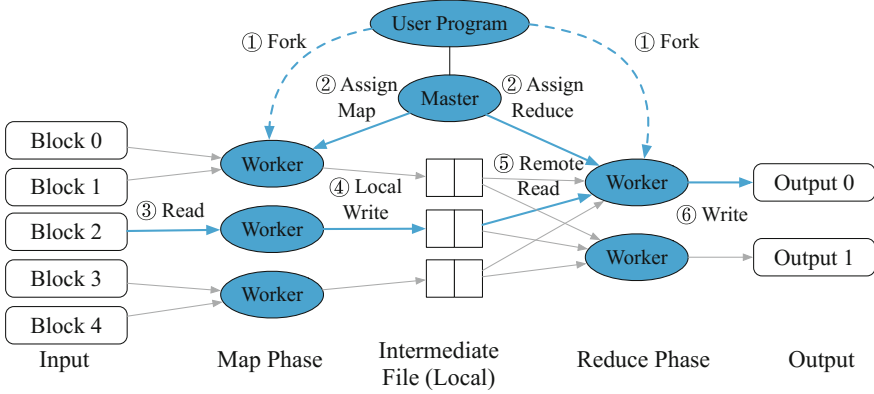 User Program
① Fork
① Fork
② Assign
Map
② Assign
Reduce
Master
Block 0
Block 1
Block 2
Block 3
Block 4
③ Read
Worker
Worker
Worker
④ Local
Write
⑤ Remote
Read
Worker
Worker
⑥ Write
Output 0
Output 1
Input
Map Phase
Intermediate
File (Local)
Reduce Phase
Output